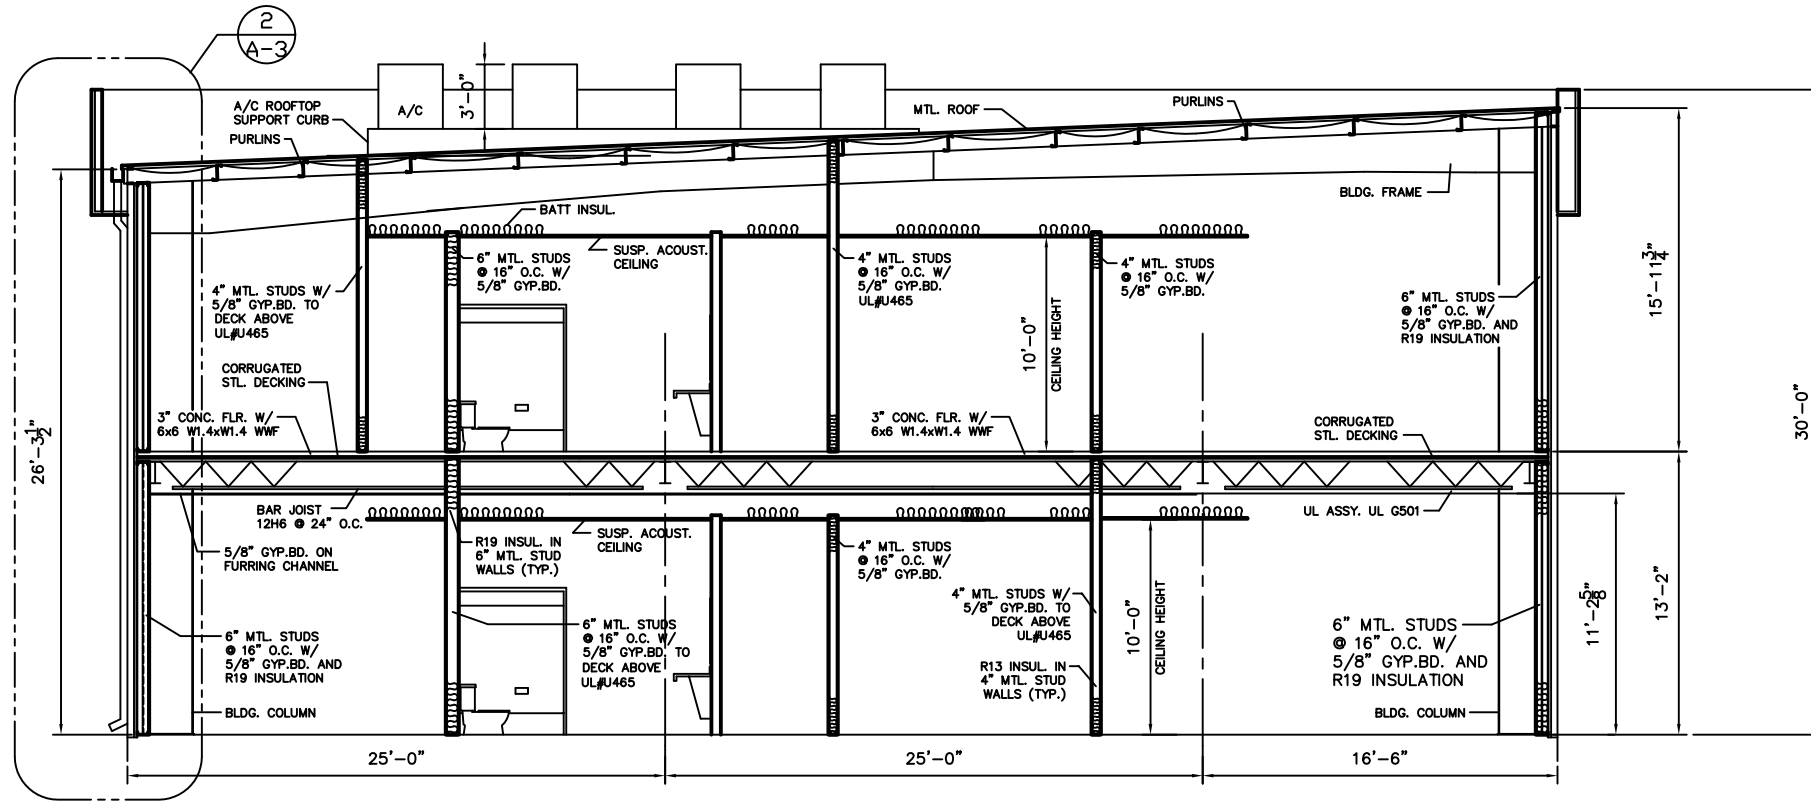 2
A-3
A/C ROOFTOP
SUPPORT CURB
PURLINS
A/C
3'-0"
MTL. ROOF
PURLINS
BLDG. FRAME
BATT INSUL.
SUSP. ACOUST.
CEILING
6" MTL. STUDS
@ 16" O.C. W/
5/8" GYP.BD.
4" MTL. STUDS
@ 16" O.C. W/
5/8" GYP.BD.
UL#U465
4" MTL. STUDS
@ 16" O.C. W/
5/8" GYP.BD.
4" MTL. STUDS W/
5/8" GYP.BD. TO
DECK ABOVE
UL#U465
6" MTL. STUDS
@ 16" O.C. W/
5/8" GYP.BD. AND
R19 INSULATION
10'-0"
CEILING HEIGHT
15'-11 3/4"
30'-0"
26'-3 1/2"
CORRUGATED
STL. DECKING
3" CONC. FLR. W/
6x6 W1.4xW1.4 WWF
3" CONC. FLR. W/
6x6 W1.4xW1.4 WWF
CORRUGATED
STL. DECKING
BAR JOIST
12H6 @ 24" O.C.
UL ASSY. UL G501
5/8" GYP.BD. ON
FURRING CHANNEL
R19 INSUL. IN
6" MTL. STUD
WALLS (TYP.)
SUSP. ACOUST.
CEILING
4" MTL. STUDS
@ 16" O.C. W/
5/8" GYP.BD.
4" MTL. STUDS W/
5/8" GYP.BD. TO
DECK ABOVE
UL#U465
10'-0"
CEILING HEIGHT
11'-2 5/8"
13'-2"
6" MTL. STUDS
@ 16" O.C. W/
5/8" GYP.BD. AND
R19 INSULATION
6" MTL. STUDS
@ 16" O.C. W/
5/8" GYP.BD. TO
DECK ABOVE
UL#U465
R13 INSUL. IN
4" MTL. STUD
WALLS (TYP.)
6" MTL. STUDS
@ 16" O.C. W/
5/8" GYP.BD. AND
R19 INSULATION
BLDG. COLUMN
BLDG. COLUMN
25'-0"
25'-0"
16'-6"